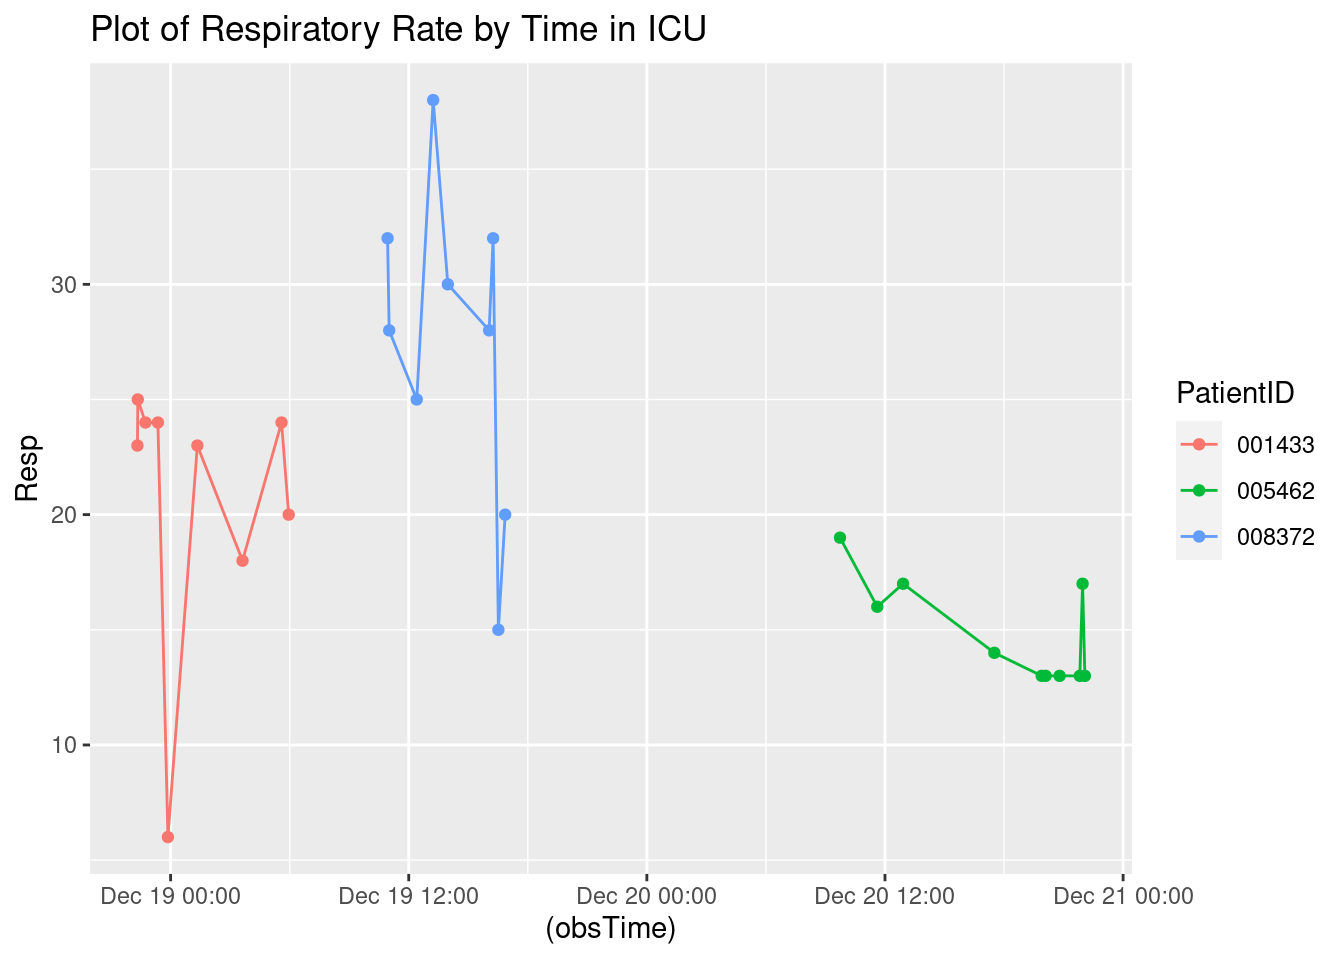 Plot of Respiratory Rate by Time in ICU
Resp
30
20
10
Dec 19 00:00
Dec 19 12:00
Dec 20 00:00
Dec 20 12:00
Dec 21 00:00
(obsTime)
PatientID
001433
005462
008372